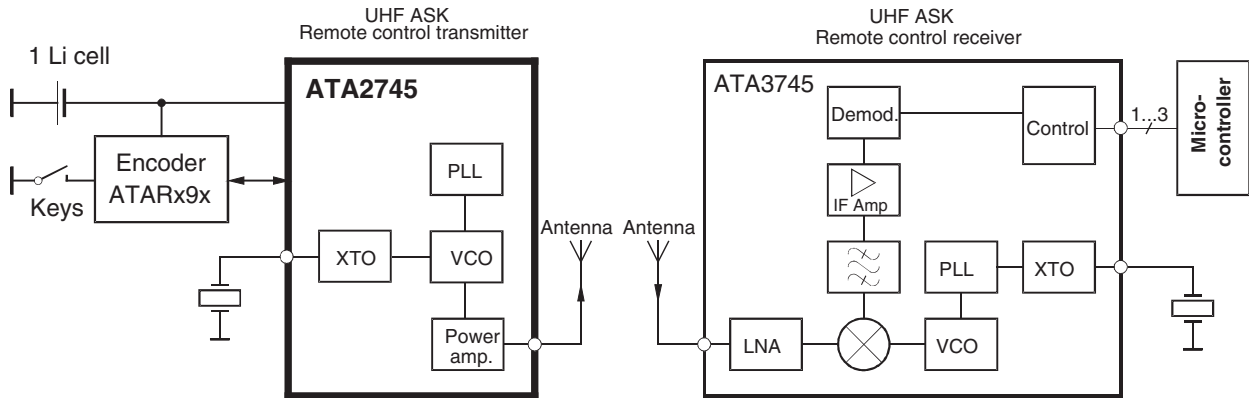 UHF ASK
Remote control transmitter
1 Li cell
ATA2745
Encoder
ATARx9x
Keys
PLL
XTO
VCO
Power
amp.
Antenna
UHF ASK
Remote control receiver
ATA3745
Demod.
Control
1...3
Micro-
controller
IF Amp
Antenna
PLL
XTO
LNA
VCO